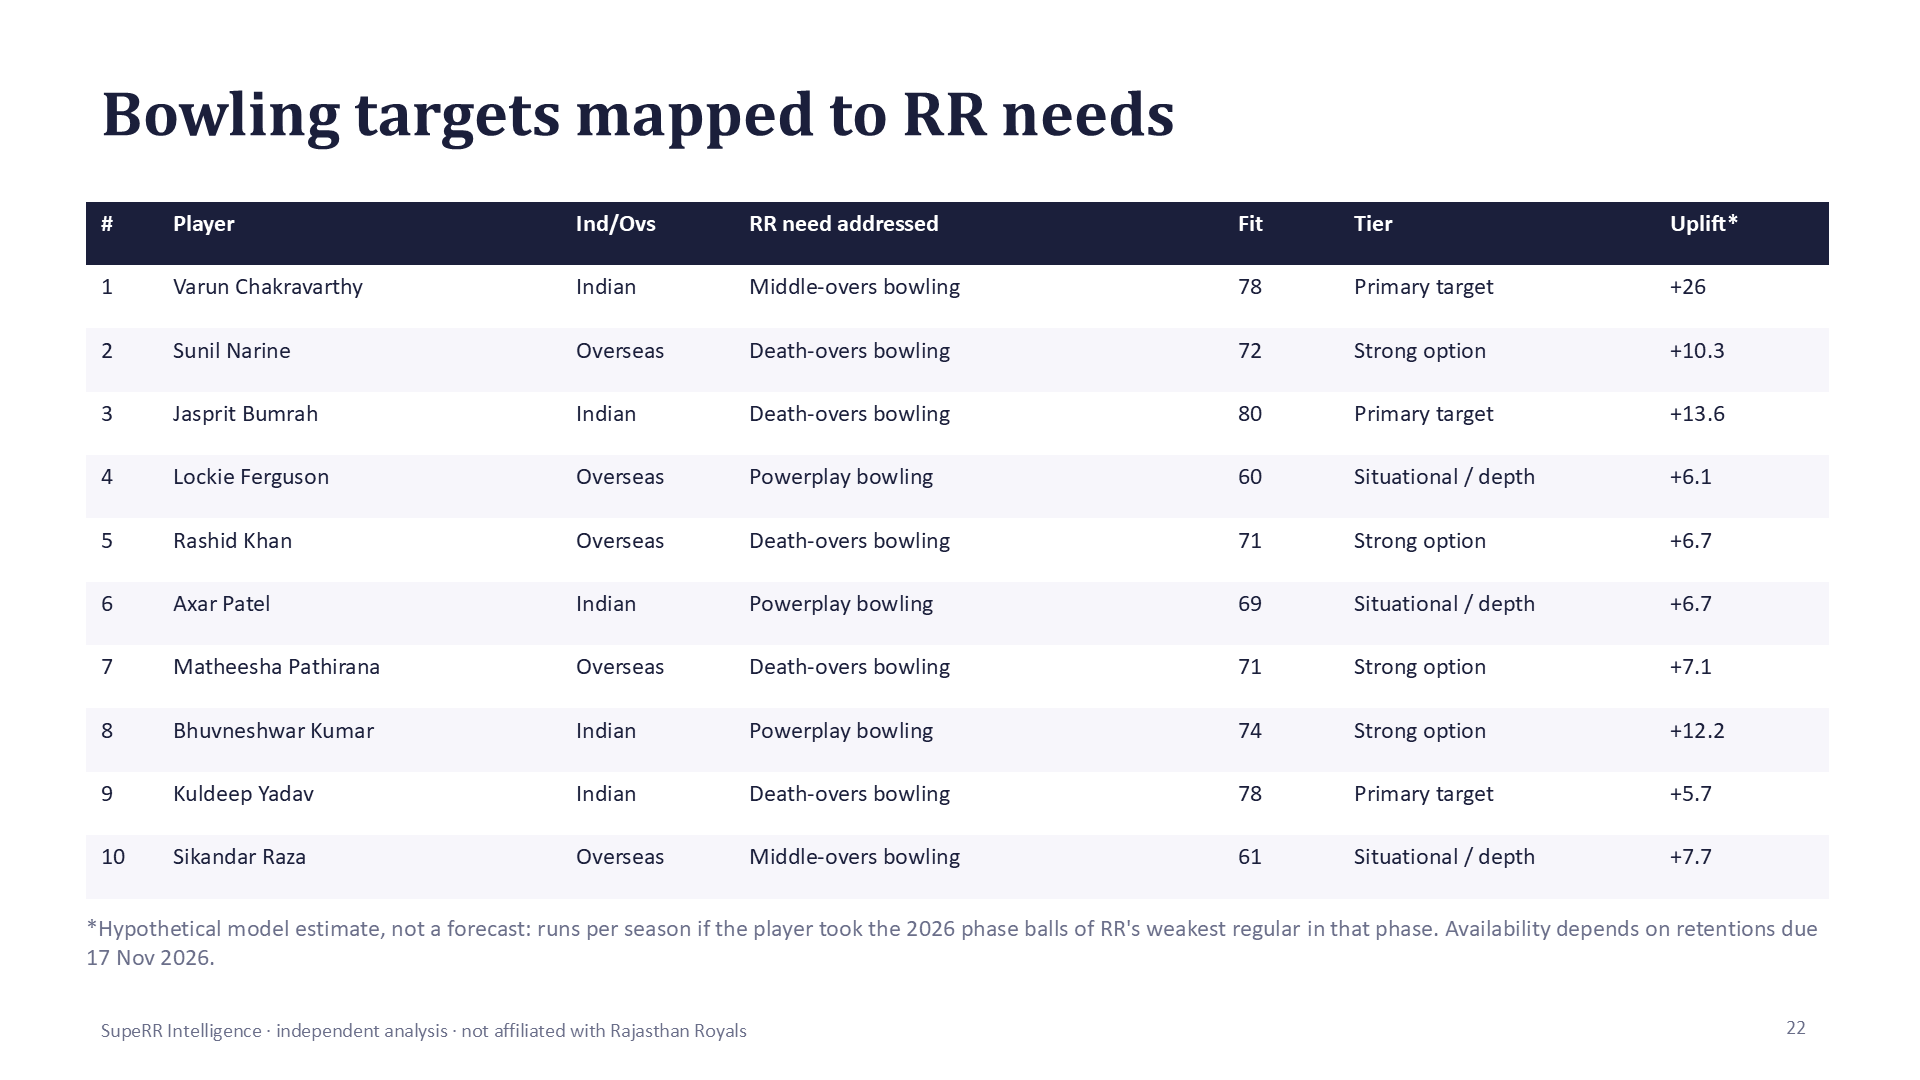 Bowling targets mapped to RR needs
# Player Ind/Ovs RR need addressed Fit Tier Uplift*
1 Varun Chakravarthy Indian Middle-overs bowling 78 Primary target +26
2 Sunil Narine Overseas Death-overs bowling 72 Strong option +10.3
3 Jasprit Bumrah Indian Death-overs bowling 80 Primary target +13.6
4 Lockie Ferguson Overseas Powerplay bowling 60 Situational / depth +6.1
5 Rashid Khan Overseas Death-overs bowling 71 Strong option +6.7
6 Axar Patel Indian Powerplay bowling 69 Situational / depth +6.7
7 Matheesha Pathirana Overseas Death-overs bowling 71 Strong option +7.1
8 Bhuvneshwar Kumar Indian Powerplay bowling 74 Strong option +12.2
9 Kuldeep Yadav Indian Death-overs bowling 78 Primary target +5.7
10 Sikandar Raza Overseas Middle-overs bowling 61 Situational / depth +7.7
*Hypothetical model estimate, not a forecast: runs per season if the player took the 2026 phase balls of RR's weakest regular in that phase. Availability depends on retentions due
17 Nov 2026.
SupeRR Intelligence · independent analysis · not affiliated with Rajasthan Royals
22